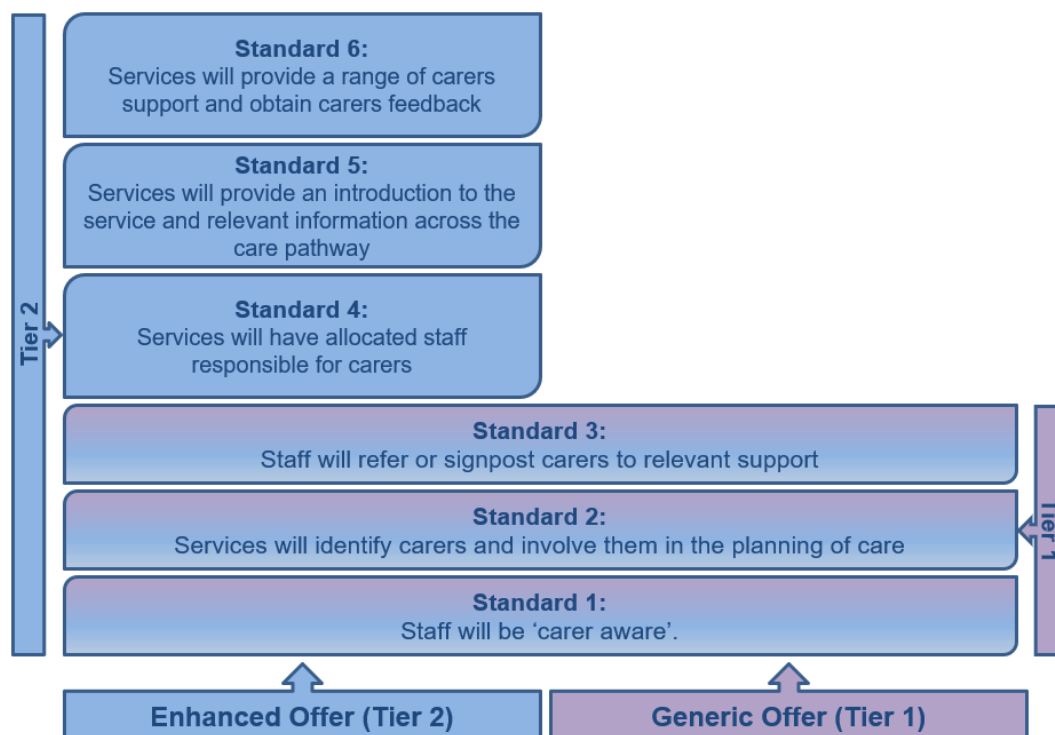 Standard 6:
Services will provide a range of carers
support and obtain carers feedback
Standard 5:
Services will provide an introduction to the
service and relevant information across the
care pathway
Standard 4:
Services will have allocated staff
responsible for carers
Tier 2
Standard 3:
Staff will refer or signpost carers to relevant support
Standard 2:
Services will identify carers and involve them in the planning of care
Tier 1
Standard 1:
Staff will be ‘carer aware’.
Enhanced Offer (Tier 2)
Generic Offer (Tier 1)